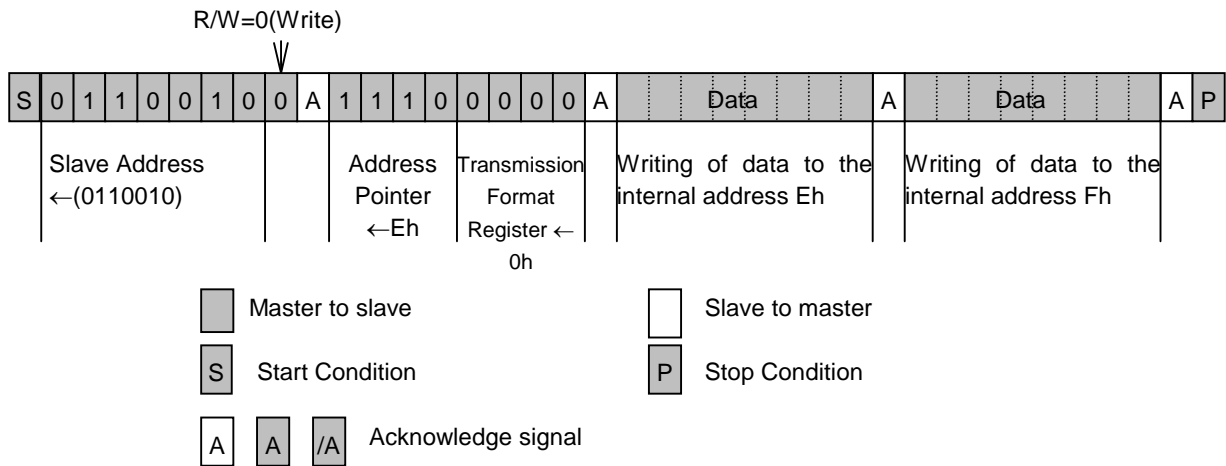 R/W=0(Write)
S 0 1 1 0 0 1 0 0 A 1 1 1 0 0 0 0 0 A Data A Data A P
Slave Address
←(0110010)
Address
Pointer
←Eh
Transmission
Format
Register ←
0h
Writing of data to the
internal address Eh
Writing of data to the
internal address Fh
Master to slave
Slave to master
S Start Condition
P Stop Condition
A A /A Acknowledge signal